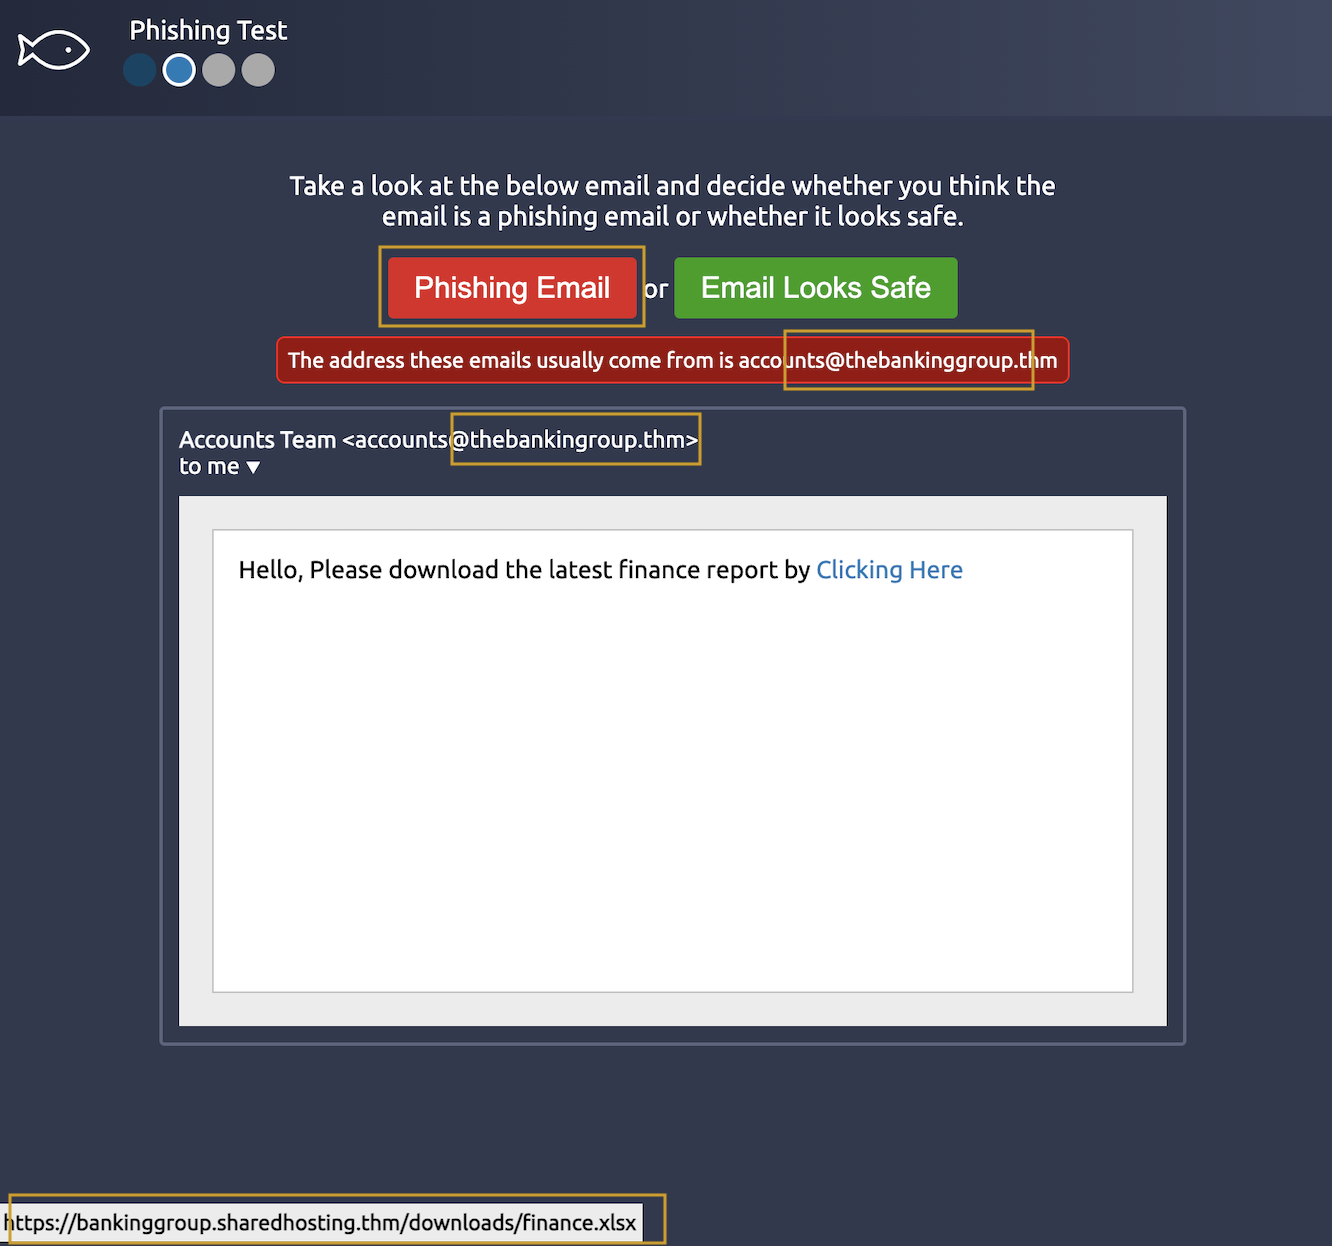 Phishing Test
Take a look at the below email and decide whether you think the
email is a phishing email or whether it looks safe.
Phishing Email or Email Looks Safe
The address these emails usually come from is accounts@thebankinggroup.thm
Accounts Team <accounts@thebankingroup.thm>
to me ▼
Hello, Please download the latest finance report by Clicking Here
https://bankinggroup.sharedhosting.thm/downloads/finance.xlsx